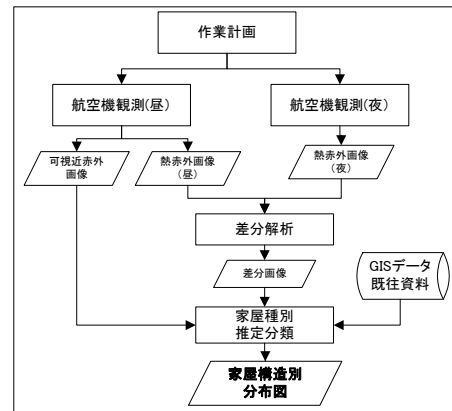 作業計画
航空機観測(昼)
航空機観測(夜)
可視近赤外
画像
熱赤外画像
(昼)
熱赤外画像
(夜)
差分解析
差分画像
GISデータ
既往資料
家屋種別
推定分類
家屋構造別
分布図